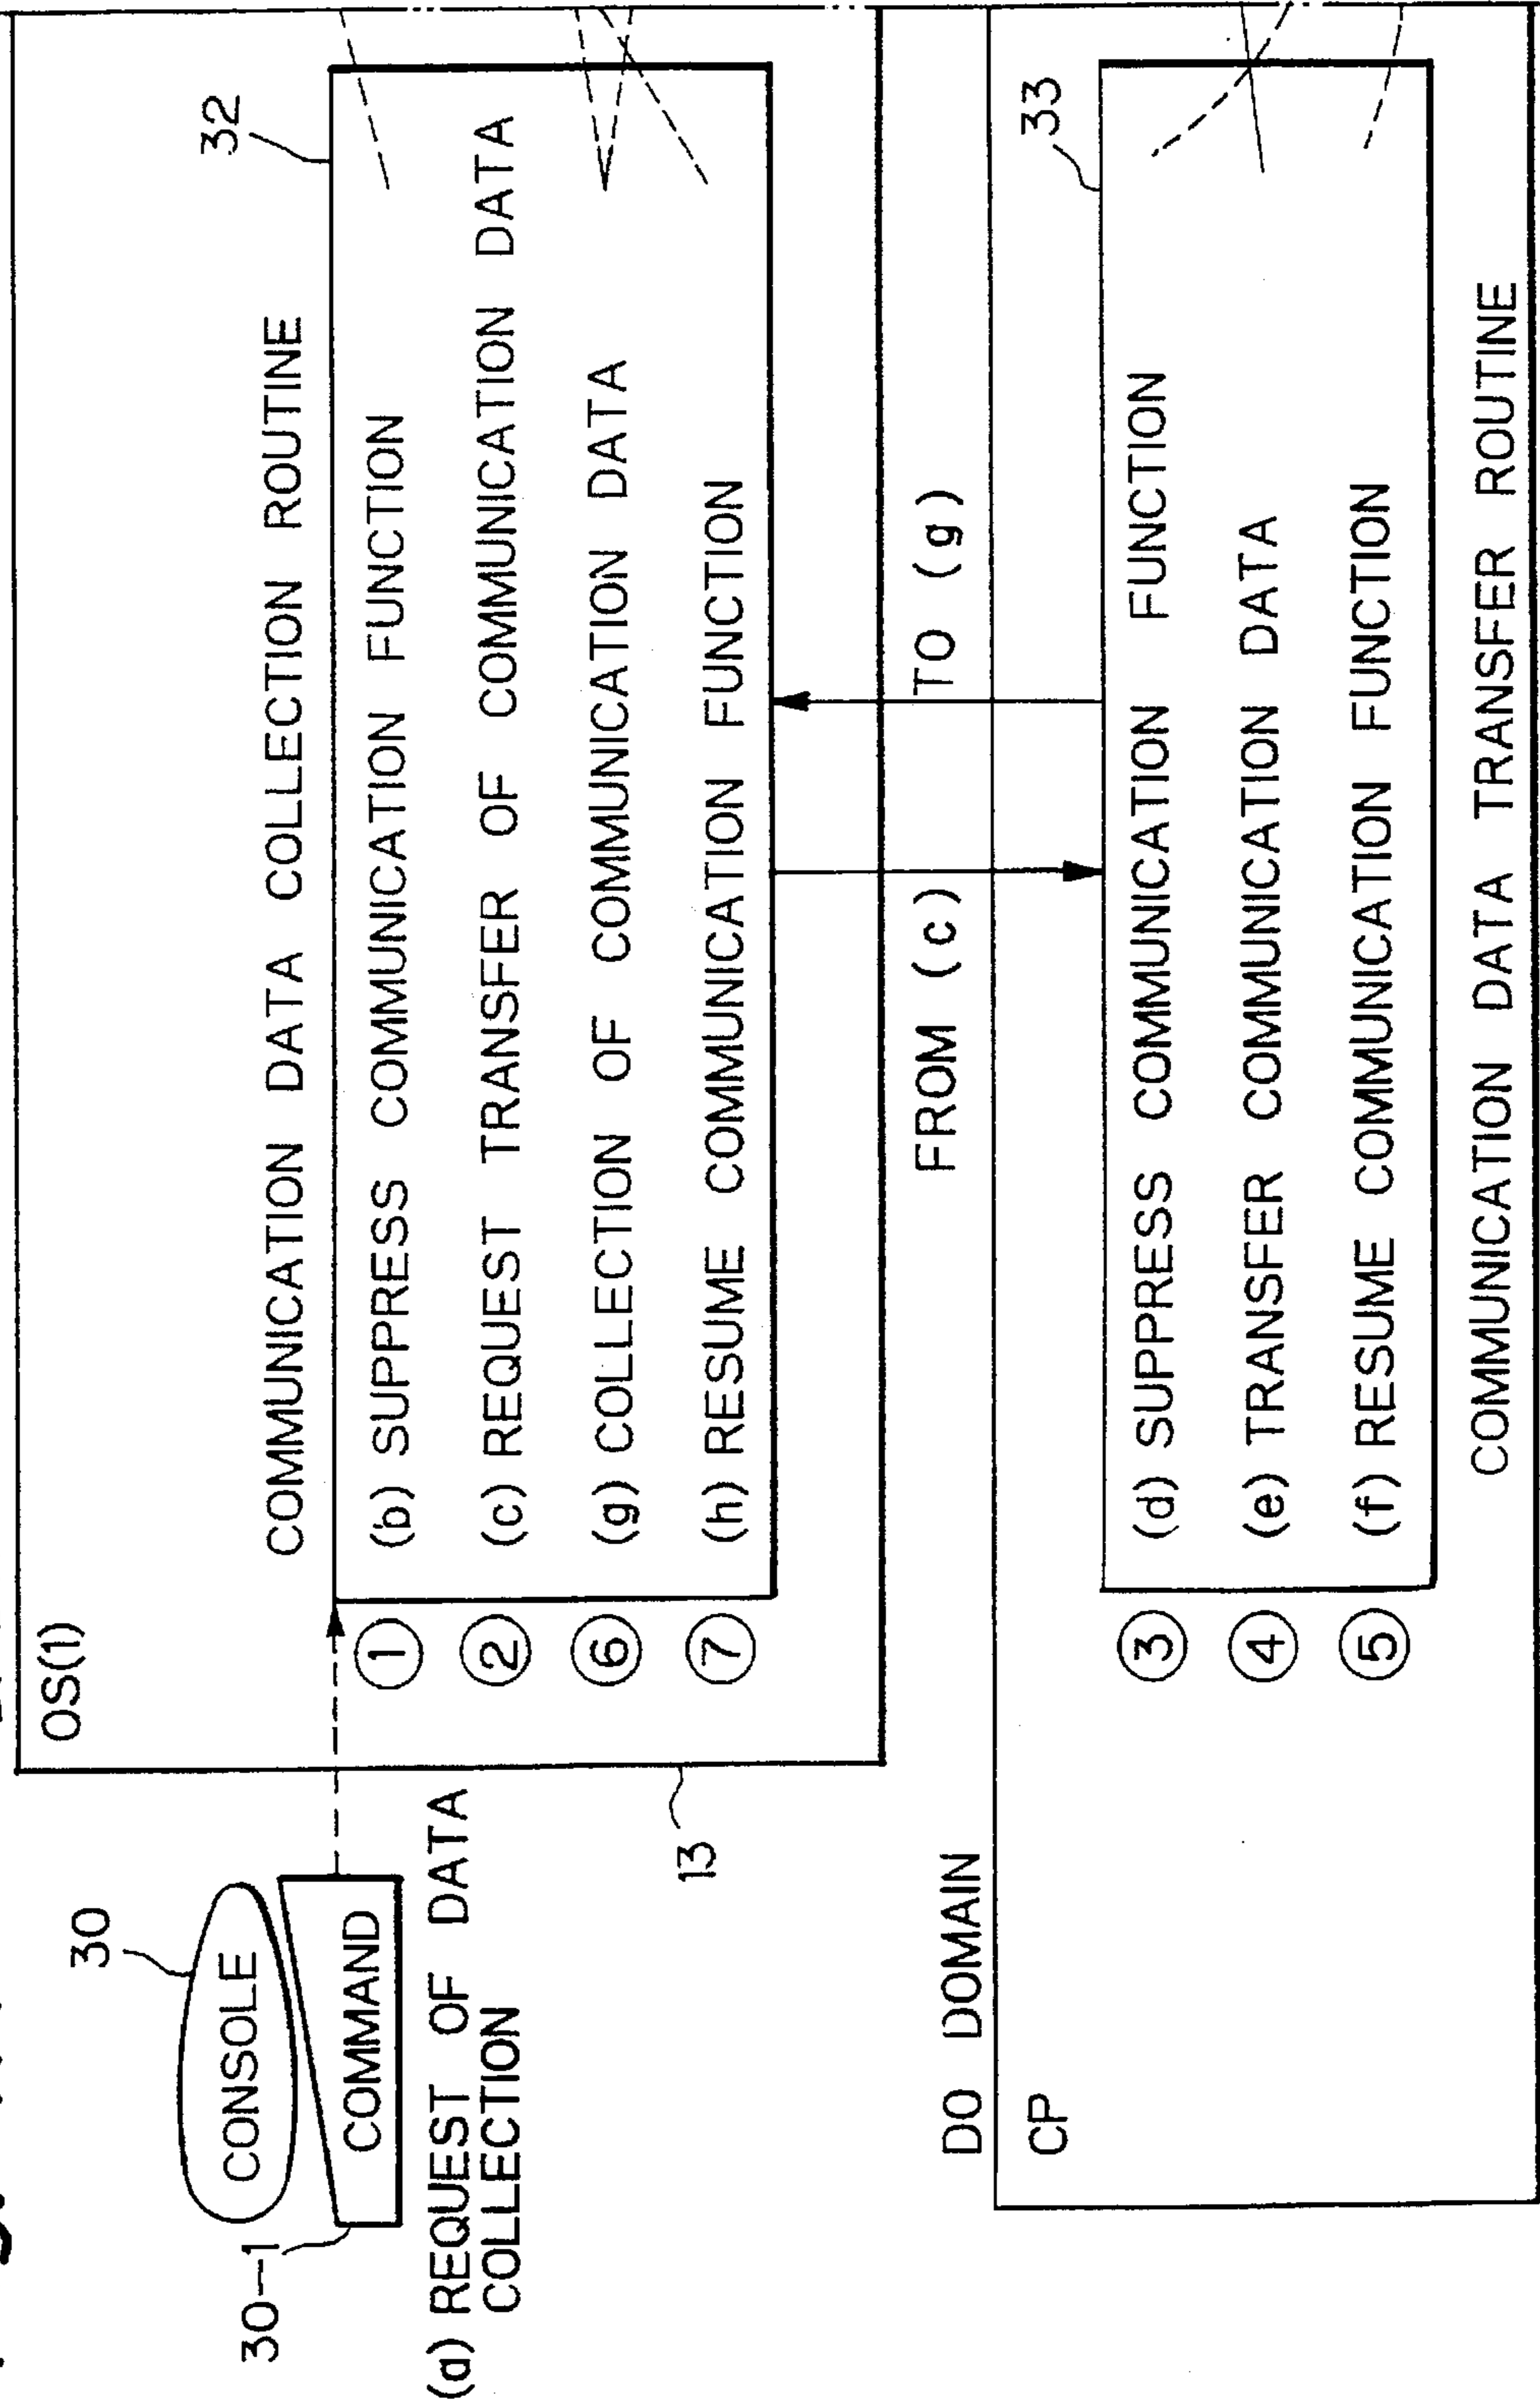 30
CONSOLE
COMMAND
30-1
(a) REQUEST OF DATA
COLLECTION
OS(1)
13
COMMUNICATION DATA COLLECTION ROUTINE
32
① (b) SUPPRESS COMMUNICATION FUNCTION
② (c) REQUEST TRANSFER OF COMMUNICATION DATA
⑥ (g) COLLECTION OF COMMUNICATION DATA
⑦ (h) RESUME COMMUNICATION FUNCTION
FROM (c)
TO (g)
DO DOMAIN
CP
33
③ (d) SUPPRESS COMMUNICATION FUNCTION
④ (e) TRANSFER COMMUNICATION DATA
⑤ (f) RESUME COMMUNICATION FUNCTION
COMMUNICATION DATA TRANSFER ROUTINE